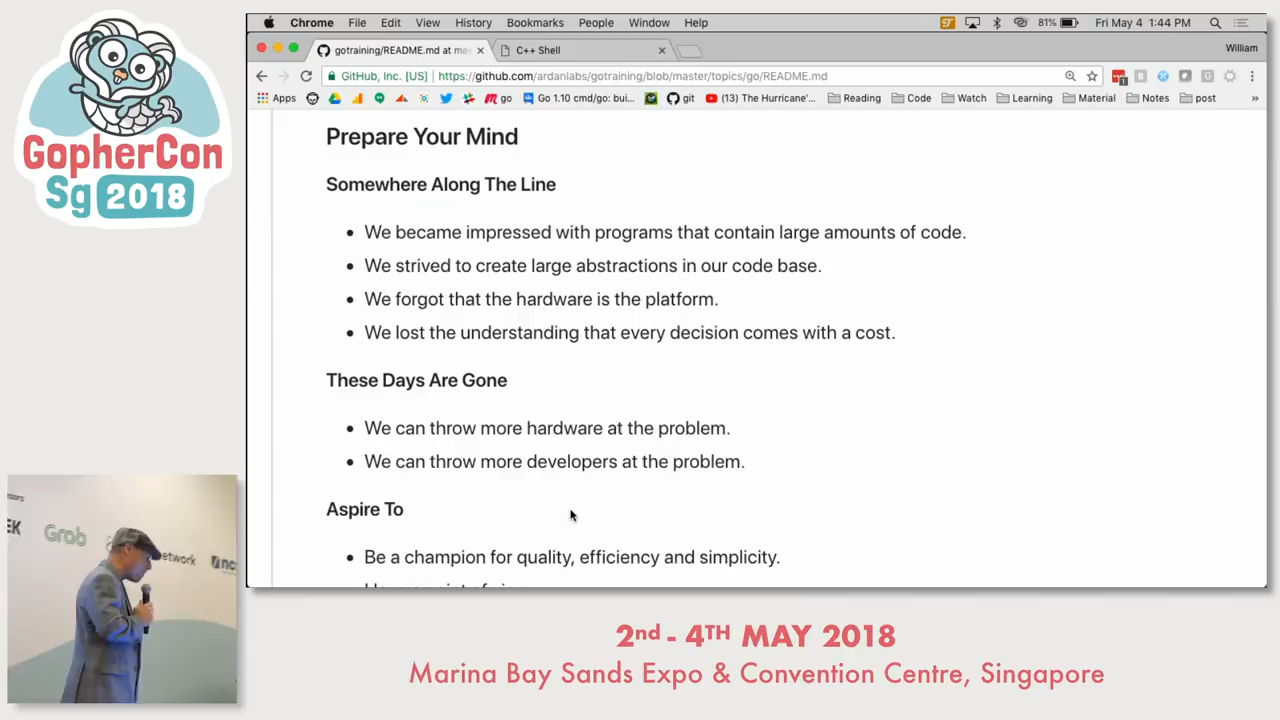 GopherCon
Sg 2018
Chrome File Edit View History Bookmarks People Window Help 81% Fri May 4 1:44 PM
gotraining/README.md at mas C++ Shell William
GitHub, Inc. [US] https://github.com/ardanlabs/gotraining/blob/master/topics/go/README.md
Apps go Go 1.10 cmd/go: bui... git (13) The Hurricane'... Reading Code Watch Learning Material Notes post »
Prepare Your Mind
Somewhere Along The Line
We became impressed with programs that contain large amounts of code.
We strived to create large abstractions in our code base.
We forgot that the hardware is the platform.
We lost the understanding that every decision comes with a cost.
These Days Are Gone
We can throw more hardware at the problem.
We can throw more developers at the problem.
Aspire To
Be a champion for quality, efficiency and simplicity.
EK Grab etwork
2nd - 4TH MAY 2018
Marina Bay Sands Expo & Convention Centre, Singapore